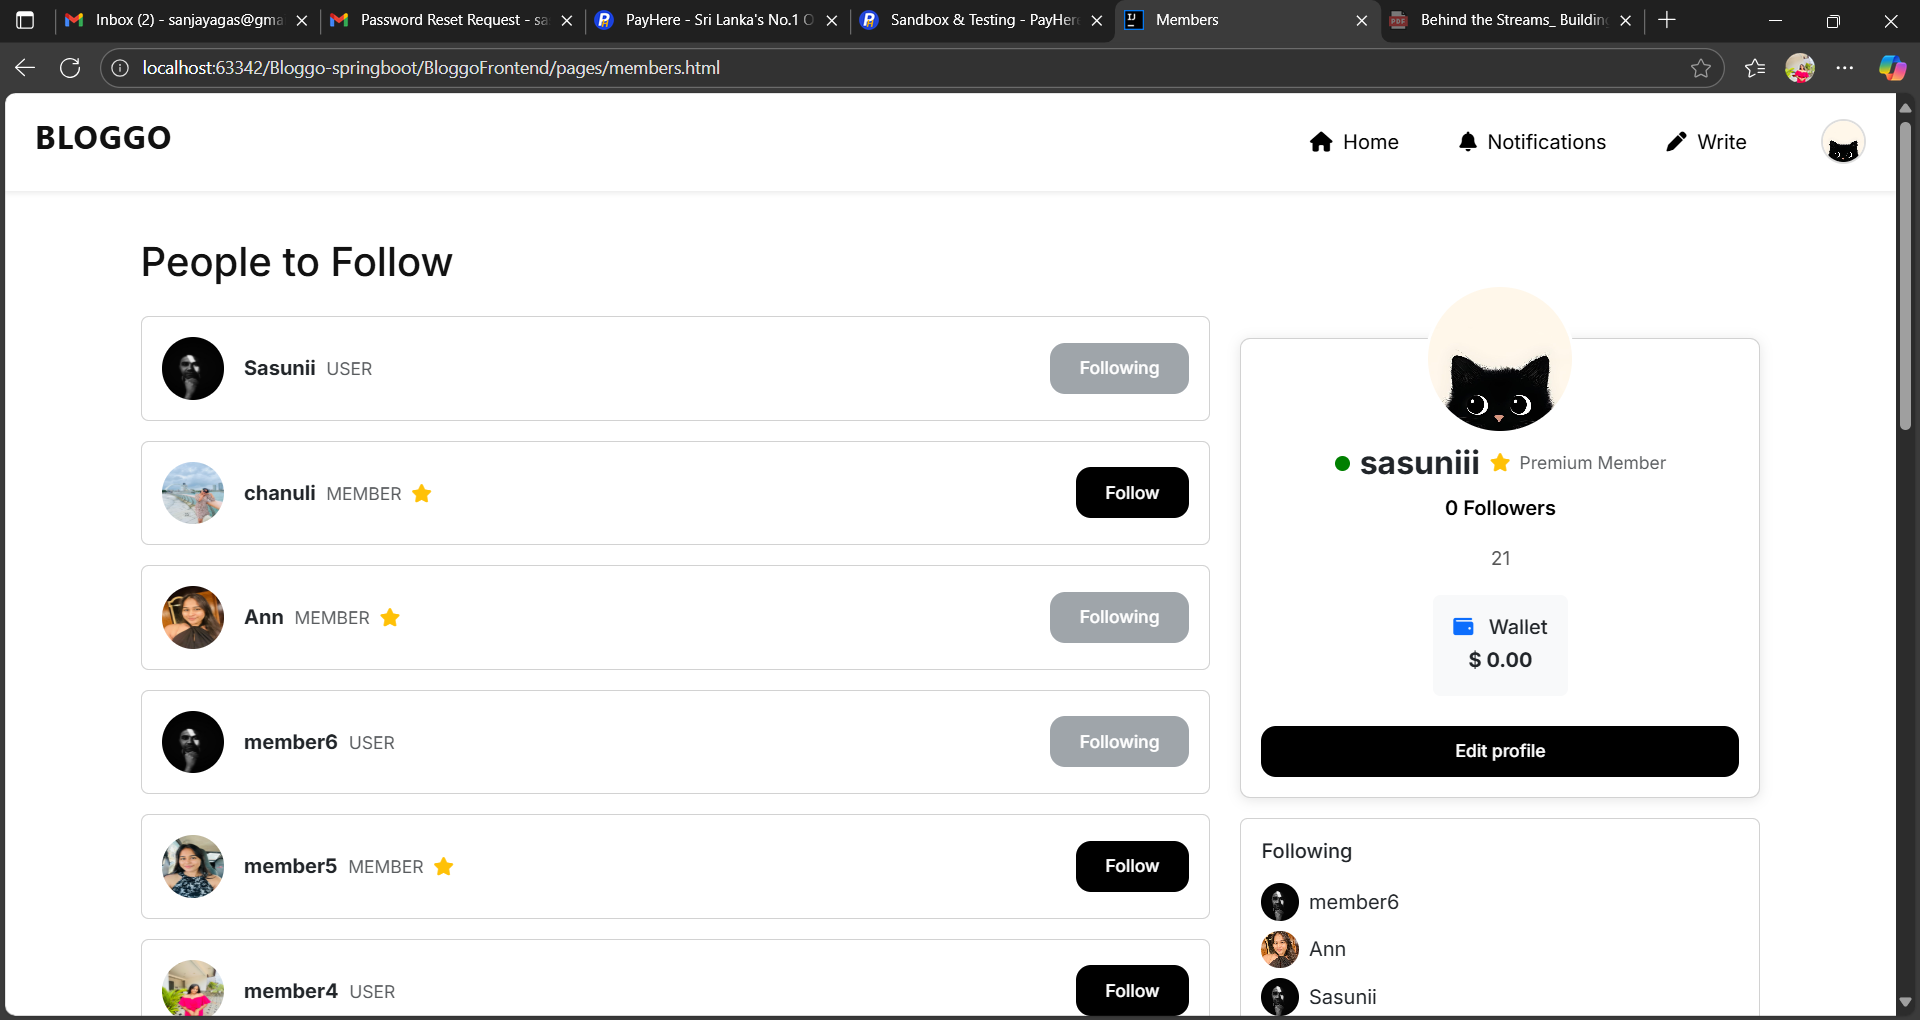 Inbox (2) - sanjayagas@gma
Password Reset Request - sa
PayHere - Sri Lanka's No.1 O
Sandbox & Testing - PayHere
Members
Behind the Streams_ Building
localhost:63342/Bloggo-springboot/BloggoFrontend/pages/members.html
BLOGGO
Home
Notifications
Write
People to Follow
Sasunii USER
Following
chanuli MEMBER
Follow
Ann MEMBER
Following
member6 USER
Following
member5 MEMBER
Follow
member4 USER
Follow
sasuniii Premium Member
0 Followers
21
Wallet
$ 0.00
Edit profile
Following
member6
Ann
Sasunii